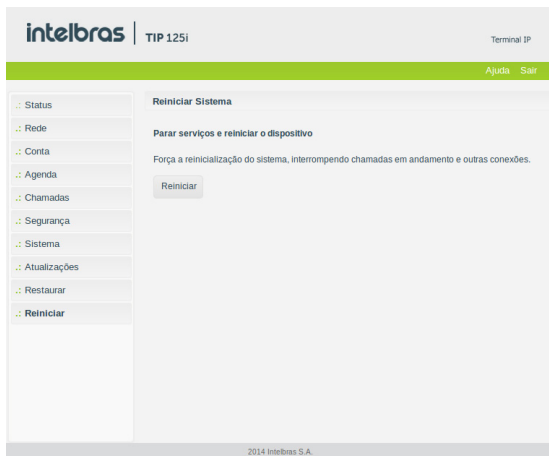 intelbras TIP 125i
Terminal IP
Ajuda Sair
.: Status
.: Rede
.: Conta
.: Agenda
.: Chamadas
.: Segurança
.: Sistema
.: Atualizações
.: Restaurar
.: Reiniciar
Reiniciar Sistema
Parar serviços e reiniciar o dispositivo
Força a reinicialização do sistema, interrompendo chamadas em andamento e outras conexões.
Reiniciar
2014 Intelbras S.A.